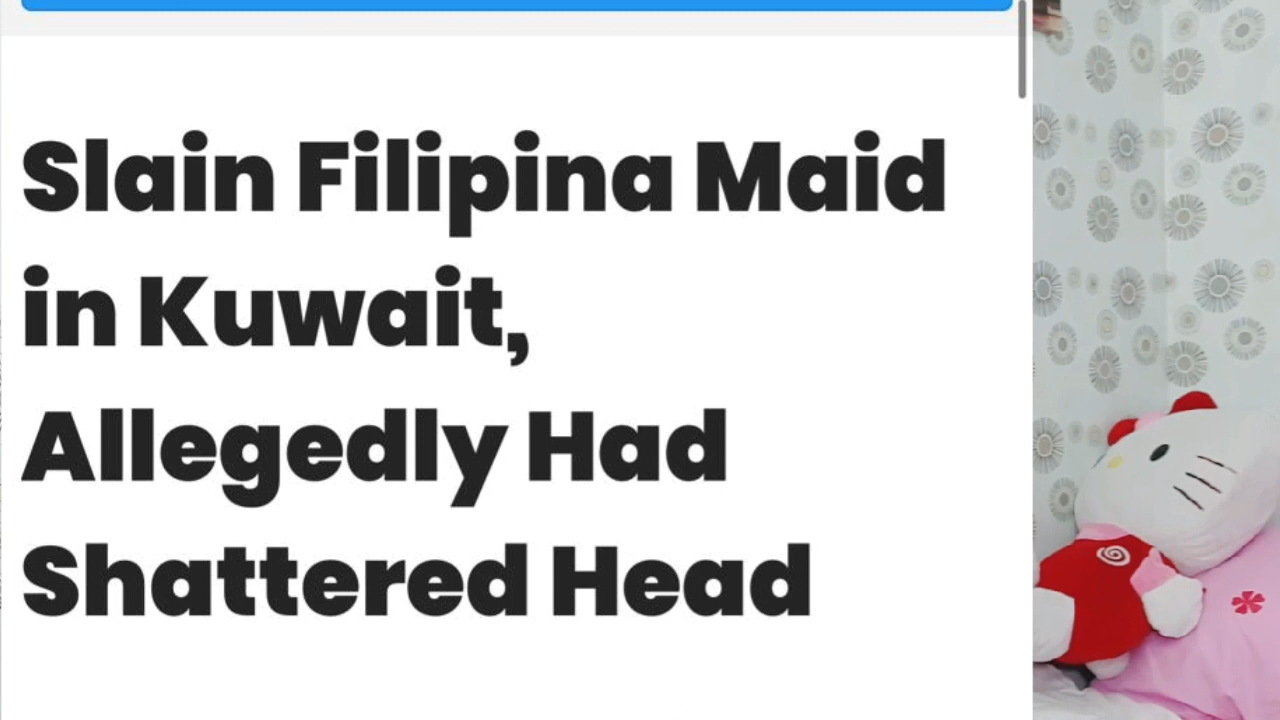 Slain Filipina Maid
in Kuwait,
Allegedly Had
Shattered Head